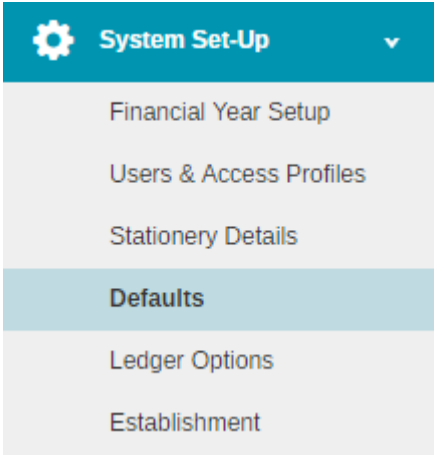 System Set-Up
Financial Year Setup
Users & Access Profiles
Stationery Details
Defaults
Ledger Options
Establishment